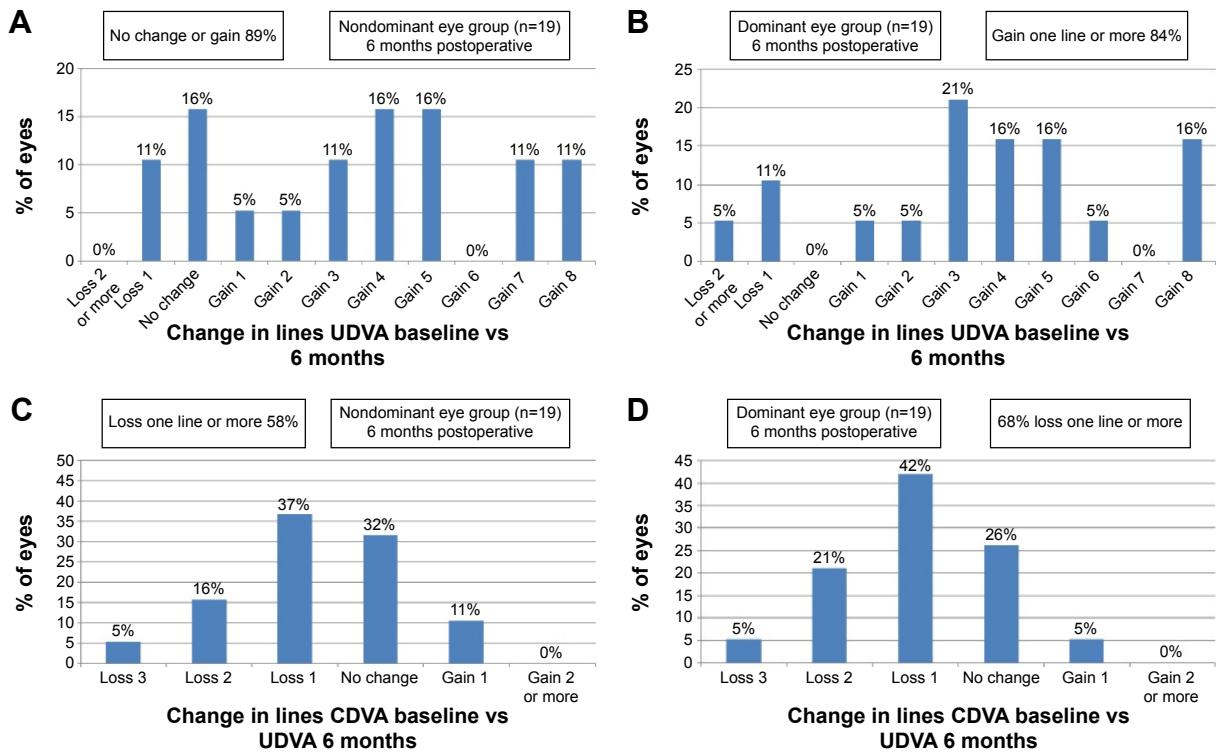 A
No change or gain 89%
Nondominant eye group (n=19)
6 months postoperative
% of eyes
20
15
10
5
0
0%
11%
16%
5%
5%
11%
16%
16%
0%
11%
11%
Loss 2
or more
Loss 1
No change
Gain 1
Gain 2
Gain 3
Gain 4
Gain 5
Gain 6
Gain 7
Gain 8
Change in lines UDVA baseline vs
6 months
B
Dominant eye group (n=19)
6 months postoperative
Gain one line or more 84%
% of eyes
25
20
15
10
5
0
5%
11%
0%
5%
5%
21%
16%
16%
5%
0%
16%
Loss 2
or more
Loss 1
No change
Gain 1
Gain 2
Gain 3
Gain 4
Gain 5
Gain 6
Gain 7
Gain 8
Change in lines UDVA baseline vs
6 months
C
Loss one line or more 58%
Nondominant eye group (n=19)
6 months postoperative
% of eyes
50
45
40
35
30
25
20
15
10
5
0
5%
16%
37%
32%
11%
0%
Loss 3
Loss 2
Loss 1
No change
Gain 1
Gain 2
or more
Change in lines CDVA baseline vs
UDVA 6 months
D
Dominant eye group (n=19)
6 months postoperative
68% loss one line or more
% of eyes
45
40
35
30
25
20
15
10
5
0
5%
21%
42%
26%
5%
0%
Loss 3
Loss 2
Loss 1
No change
Gain 1
Gain 2
or more
Change in lines CDVA baseline vs
UDVA 6 months